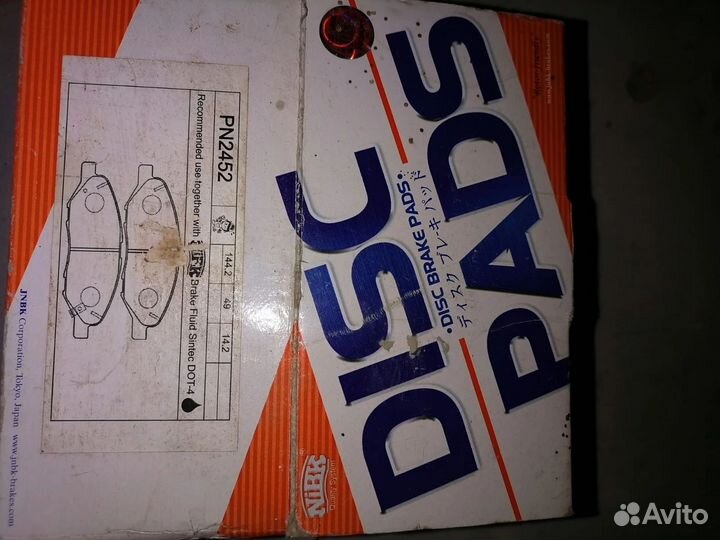 DISC
• DISC BRAKE PADS •
ディスク ブレーキ パッド
PADS
NiBK
PN2452
144.2 49 14.2
Recommended use together with NiBK Brake Fluid Sintec DOT-4
JNBK Corporation, Tokyo, Japan www.jnbk-brakes.com
Avito